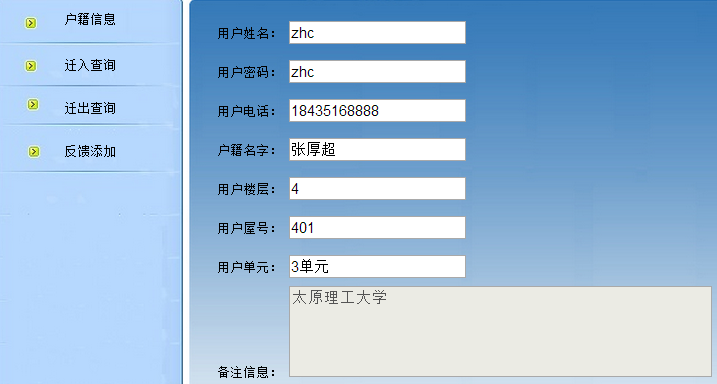 户籍信息
迁入查询
迁出查询
反馈添加
用户姓名： zhc
用户密码： zhc
用户电话： 18435168888
户籍名字： 张厚超
用户楼层： 4
用户屋号： 401
用户单元： 3单元
太原理工大学
备注信息：